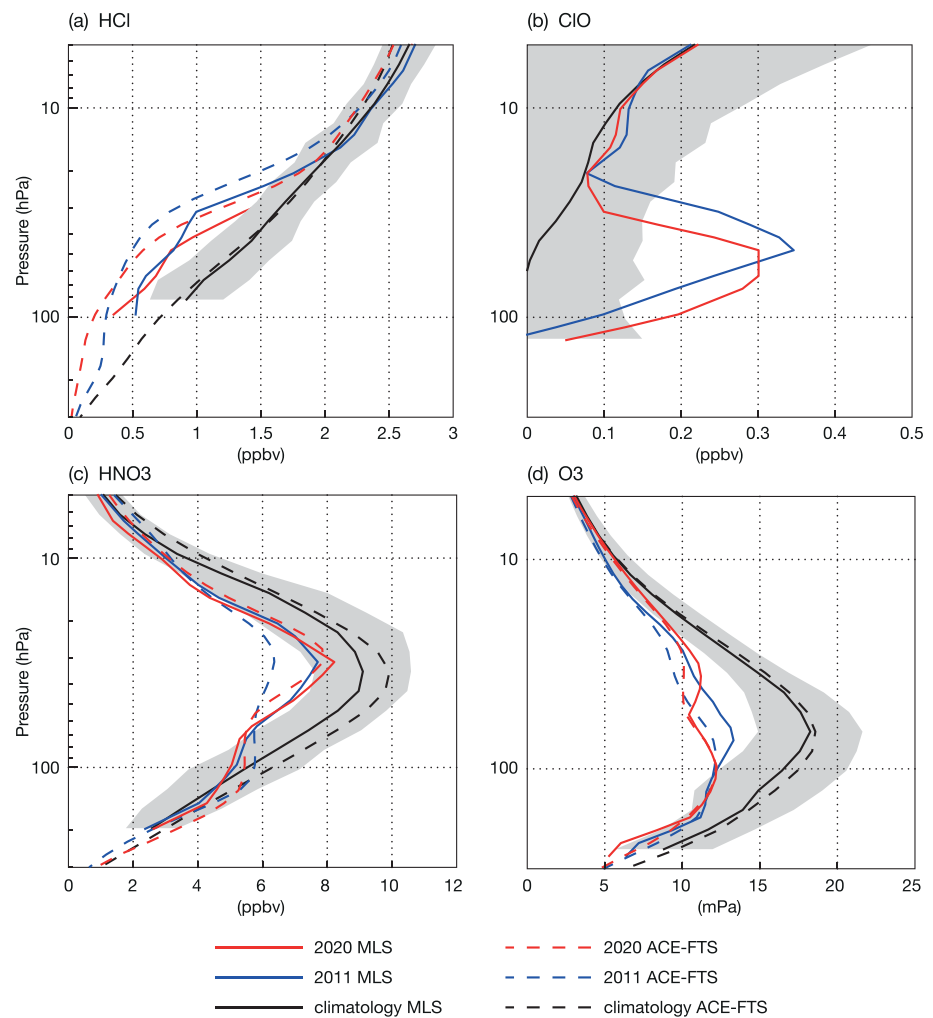 (a) HCl
(b) ClO
Pressure (hPa)
10
100
0 0.5 1 1.5 2 2.5 3
(ppbv)
10
100
0 0.1 0.2 0.3 0.4 0.5
(ppbv)
(c) HNO3
(d) O3
Pressure (hPa)
10
100
0 2 4 6 8 10 12
(ppbv)
10
100
0 5 10 15 20 25
(mPa)
2020 MLS
2020 ACE-FTS
2011 MLS
2011 ACE-FTS
climatology MLS
climatology ACE-FTS